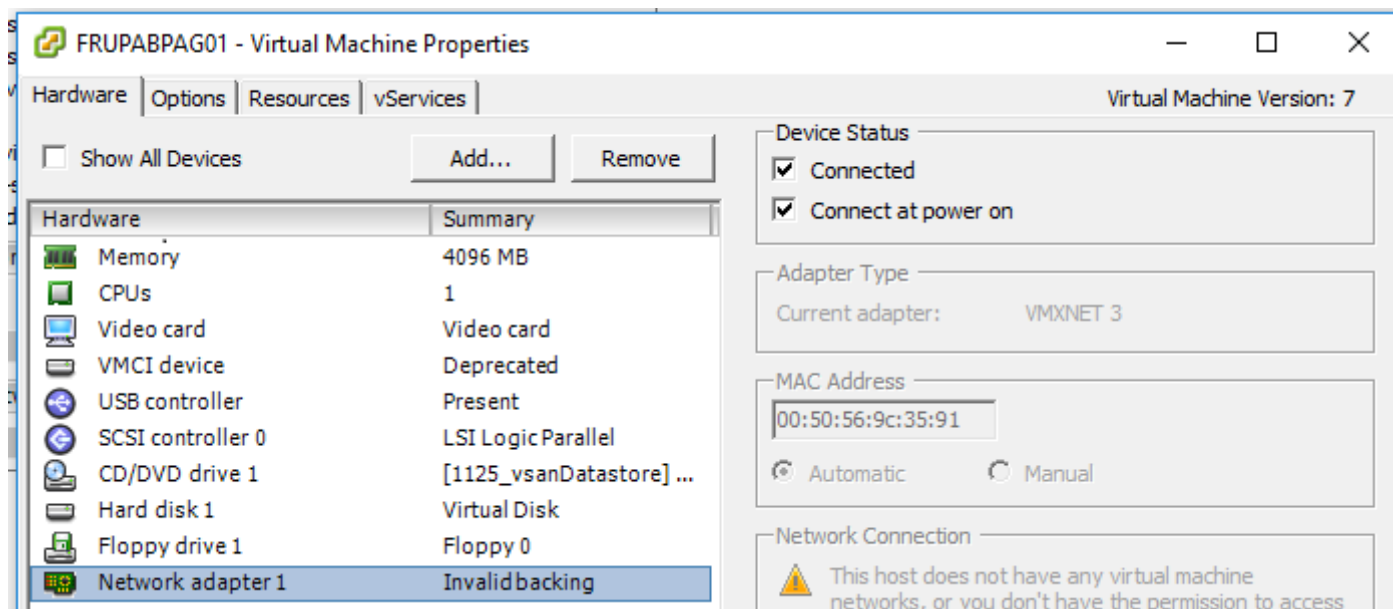 FRUPABPAG01 - Virtual Machine Properties
Hardware Options Resources vServices
Virtual Machine Version: 7
Show All Devices
Add...
Remove
Hardware Summary
Memory 4096 MB
CPUs 1
Video card Video card
VMCI device Deprecated
USB controller Present
SCSI controller 0 LSI Logic Parallel
CD/DVD drive 1 [1125_vsanDatastore] ...
Hard disk 1 Virtual Disk
Floppy drive 1 Floppy 0
Network adapter 1 Invalid backing
Device Status
Connected
Connect at power on
Adapter Type
Current adapter: VMXNET 3
MAC Address
00:50:56:9c:35:91
Automatic Manual
Network Connection
This host does not have any virtual machine
networks, or you don't have the permission to access